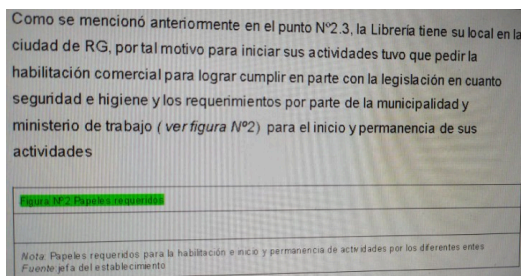 Como se mencionó anteriormente en el punto Nº2.3, la Librería tiene su local en la
ciudad de RG, por tal motivo para iniciar sus actividades tuvo que pedir la
habilitación comercial para lograr cumplir en parte con la legislación en cuanto
seguridad e higiene y los requerimientos por parte de la municipalidad y
ministerio de trabajo ( ver figura Nº2) para el inicio y permanencia de sus
actividades
Figura Nº2 Papeles requeridos
Nota: Papeles requeridos para la habilitación e inicio y permanencia de actividades por los diferentes entes
Fuente: jefa del establecimiento